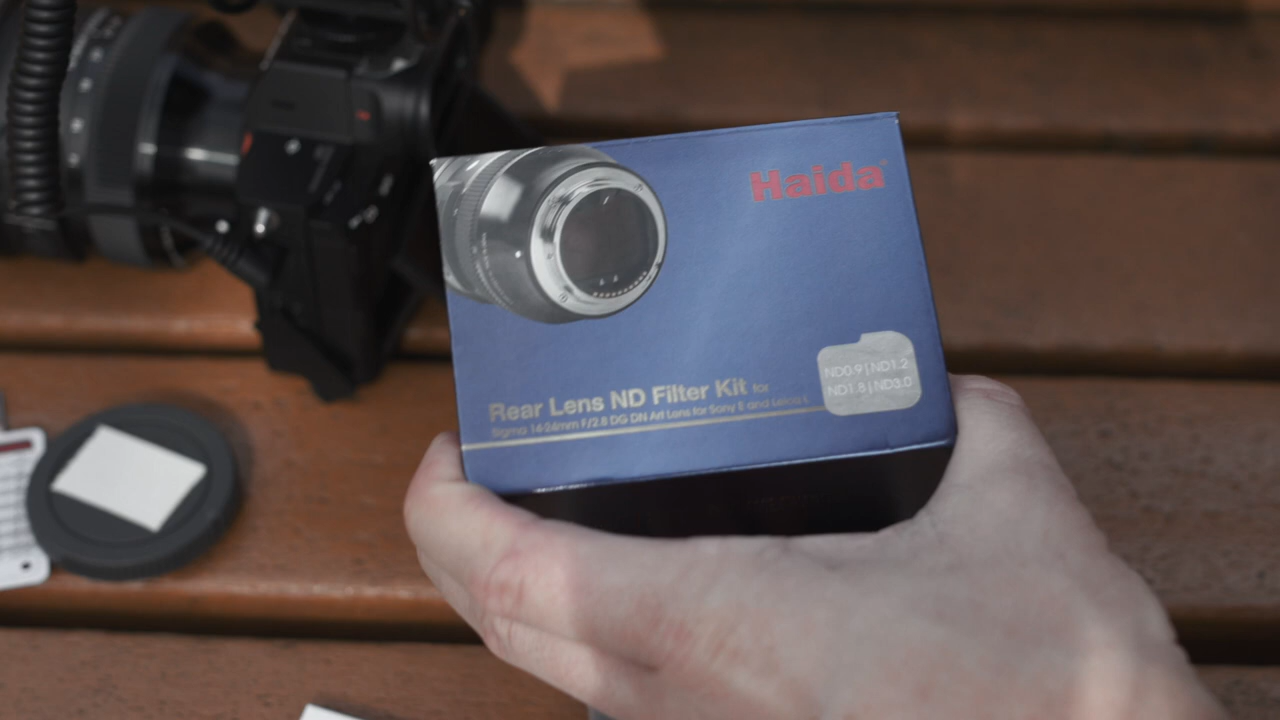 Haida
ND0.9|ND1.2
ND1.8|ND3.0
Rear Lens ND Filter Kit for
Sigma 14-24mm F/2.8 DG DN Art Lens for Sony E and Leica L